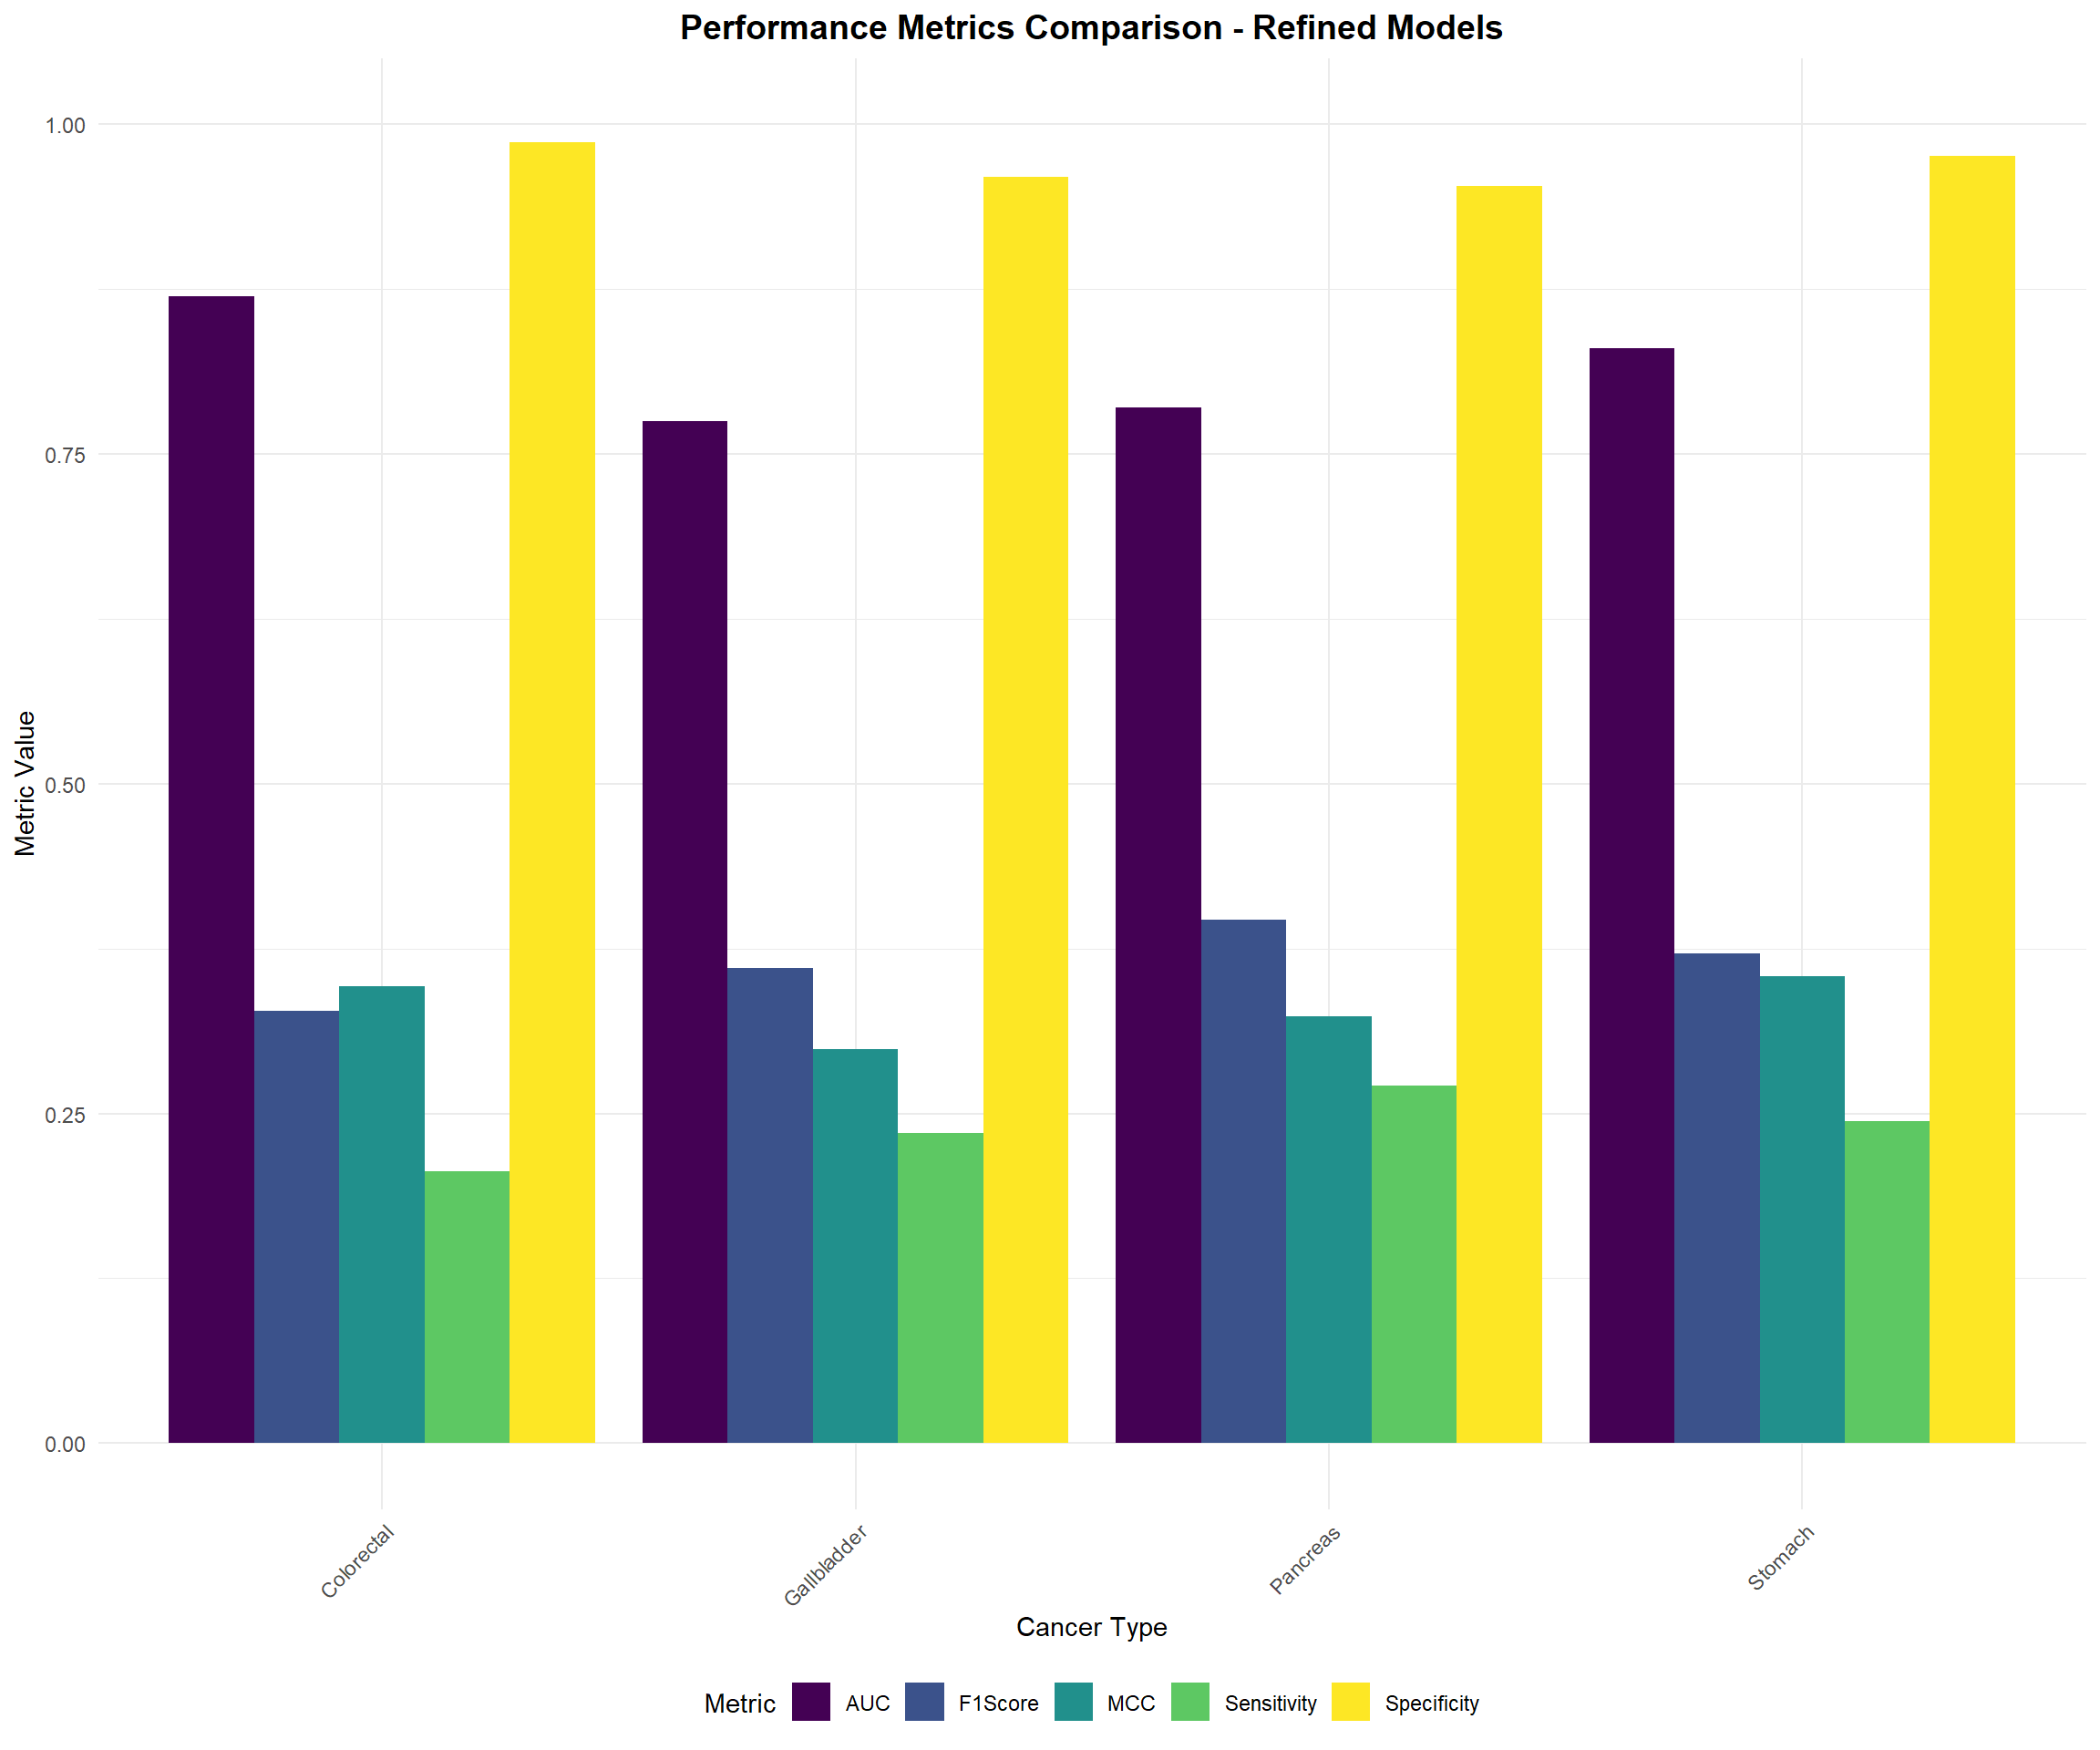 Performance Metrics Comparison - Refined Models
1.00
0.75
0.50
0.25
0.00
Metric Value
Colorectal
Gallbladder
Pancreas
Stomach
Cancer Type
Metric AUC F1Score MCC Sensitivity Specificity